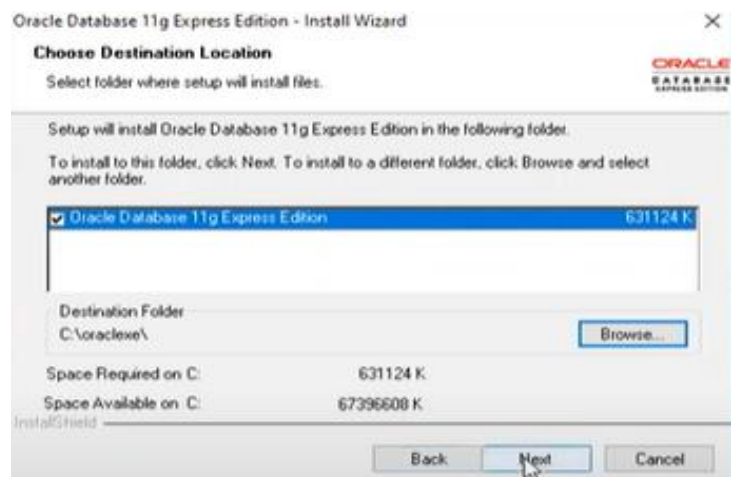 Oracle Database 11g Express Edition - Install Wizard
Choose Destination Location
Select folder where setup will install files.
ORACLE
DATABASE
EXPRESS EDITION
Setup will install Oracle Database 11g Express Edition in the following folder.
To install to this folder, click Next. To install to a different folder, click Browse and select
another folder.
Oracle Database 11g Express Edition 631124 K
Destination Folder
C:\oraclexe\
Browse...
Space Required on C: 631124 K
Space Available on C: 67396608 K
InstallShield
Back Next Cancel